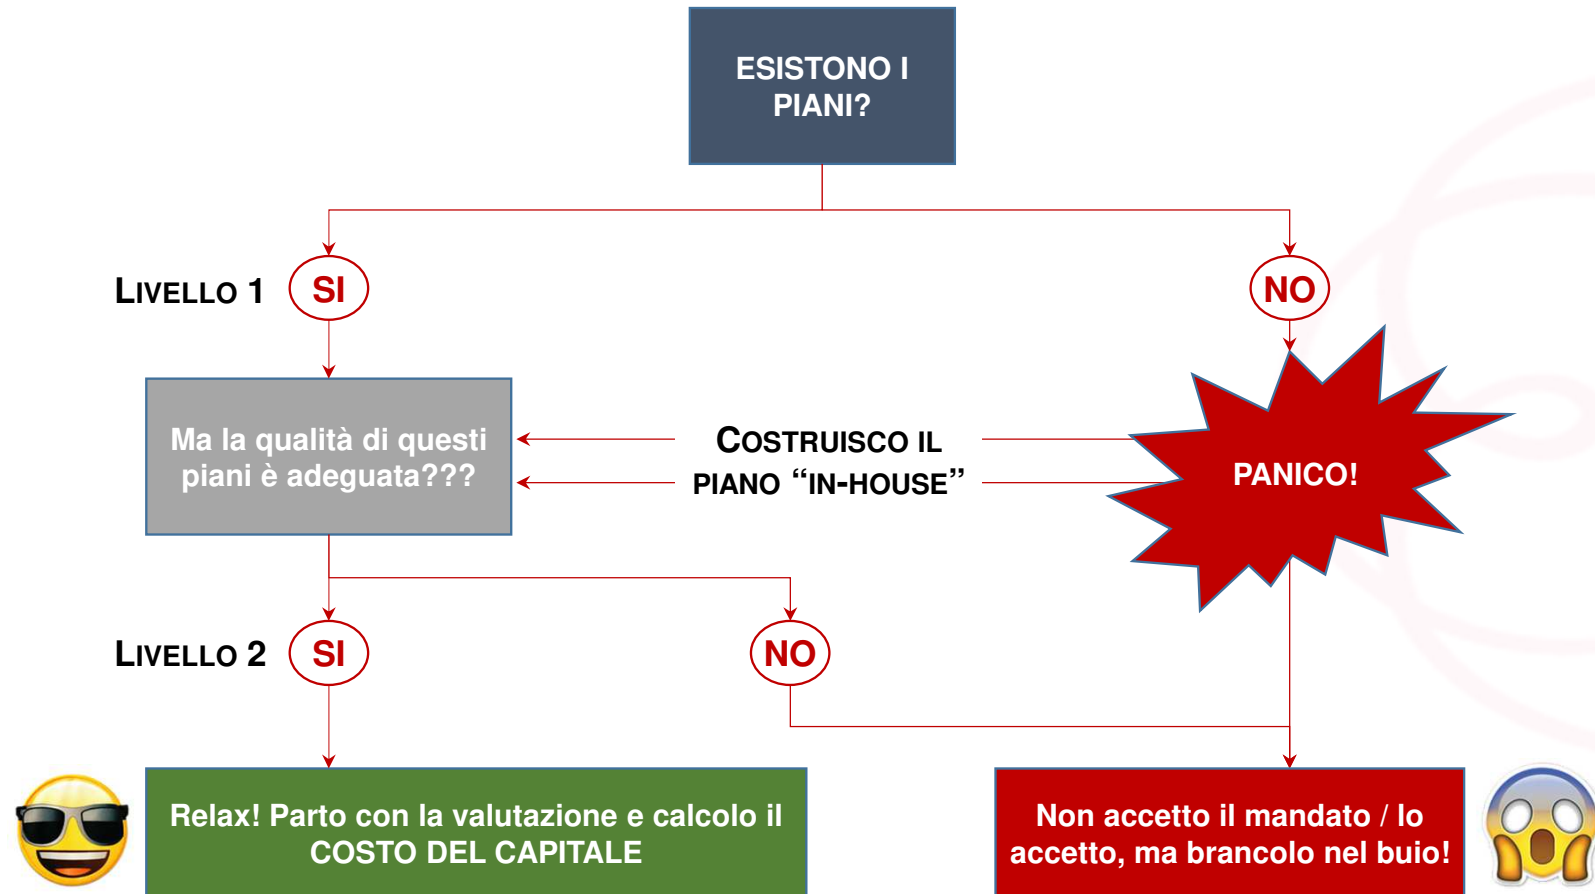 ESISTONO I
PIANI?
LIVELLO 1
SI
NO
Ma la qualità di questi
piani è adeguata???
COSTRUISCO IL
PIANO “IN-HOUSE”
PANICO!
LIVELLO 2
SI
NO
Relax! Parto con la valutazione e calcolo il
COSTO DEL CAPITALE
Non accetto il mandato / lo
accetto, ma brancolo nel buio!